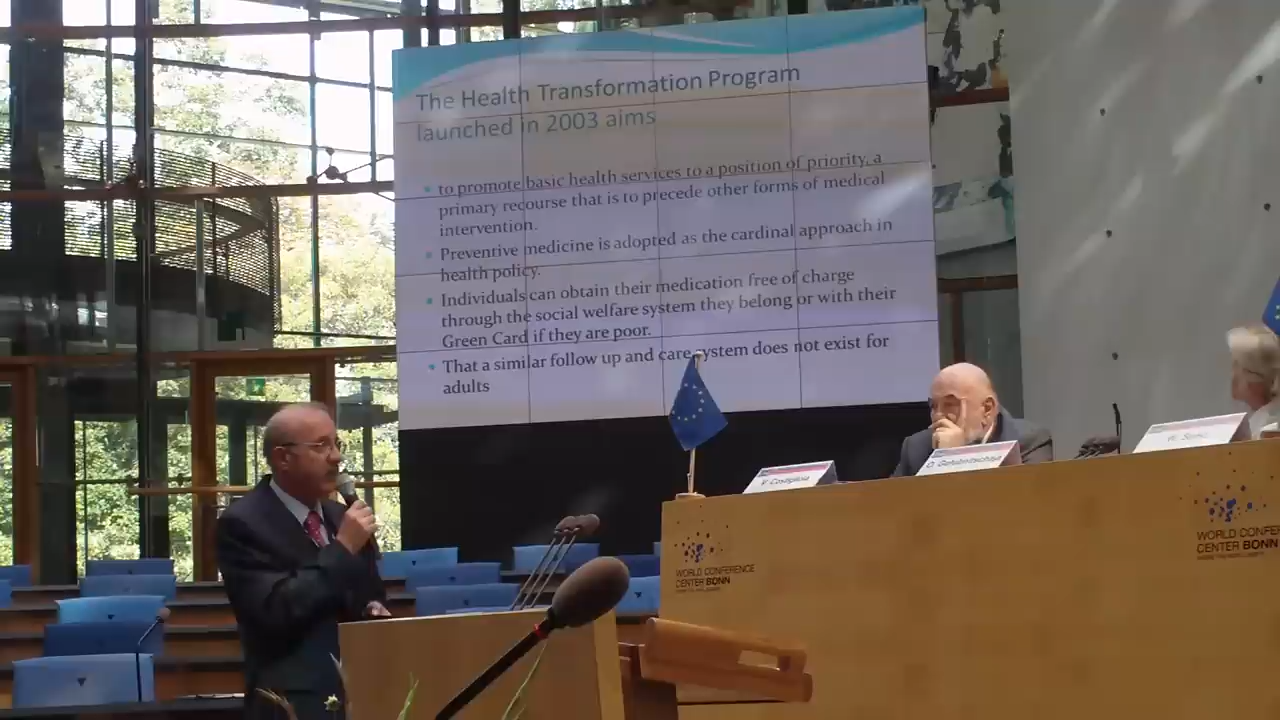 The Health Transformation Program
launched in 2003 aims
to promote basic health services to a position of priority, a
primary recourse that is to precede other forms of medical
intervention.
Preventive medicine is adopted as the cardinal approach in
health policy.
Individuals can obtain their medication free of charge
through the social welfare system they belong or with their
Green Card if they are poor.
That a similar follow up and care system does not exist for
adults
WORLD CONFERENCE
CENTER BONN
WORLD CONFE
CENTER BONN